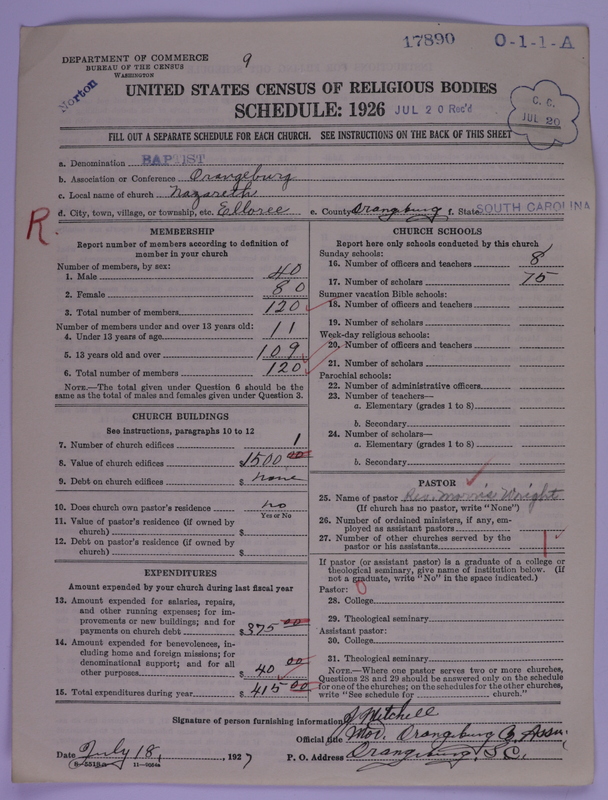 17890 O-1-1-A
DEPARTMENT OF COMMERCE
BUREAU OF THE CENSUS
WASHINGTON
9
Norton
UNITED STATES CENSUS OF RELIGIOUS BODIES
SCHEDULE: 1926 JUL 20 Rec'd
C. C.
JUL 20
FILL OUT A SEPARATE SCHEDULE FOR EACH CHURCH. SEE INSTRUCTIONS ON THE BACK OF THIS SHEET
a. Denomination BAPTIST
b. Association or Conference Orangeburg
c. Local name of church Nazareth
R
d. City, town, village, or township, etc. Elloree e. County Orangburg f. State SOUTH CAROLINA
MEMBERSHIP
Report number of members according to definition of
member in your church
Number of members, by sex:
1. Male 40
2. Female 80
3. Total number of members 120
Number of members under and over 13 years old:
4. Under 13 years of age 11
5. 13 years old and over 109
6. Total number of members 120
NOTE.—The total given under Question 6 should be the
same as the total of males and females given under Question 3.
CHURCH BUILDINGS
See instructions, paragraphs 10 to 12
7. Number of church edifices 1
8. Value of church edifices $1500.00
9. Debt on church edifices $ none
10. Does church own pastor's residence no
Yes or No
11. Value of pastor's residence (if owned by
church) $
12. Debt on pastor's residence (if owned by
church) $
EXPENDITURES
Amount expended by your church during last fiscal year
13. Amount expended for salaries, repairs,
and other running expenses; for im-
provements or new buildings; and for
payments on church debt $375.00
14. Amount expended for benevolences, in-
cluding home and foreign missions; for
denominational support; and for all
other purposes $40.00
15. Total expenditures during year $415.00
CHURCH SCHOOLS
Report here only schools conducted by this church
Sunday schools:
16. Number of officers and teachers 8
17. Number of scholars 75
Summer vacation Bible schools:
18. Number of officers and teachers
19. Number of scholars
Week-day religious schools:
20. Number of officers and teachers
21. Number of scholars
Parochial schools:
22. Number of administrative officers
23. Number of teachers—
a. Elementary (grades 1 to 8)
b. Secondary
24. Number of scholars—
a. Elementary (grades 1 to 8)
b. Secondary
PASTOR
25. Name of pastor Rev. Morris Wright
(If church has no pastor, write "None")
26. Number of ordained ministers, if any, em-
ployed as assistant pastors
27. Number of other churches served by the
pastor or his assistants 1
If pastor (or assistant pastor) is a graduate of a college or
theological seminary, give name of institution below. (If
not a graduate, write "No" in the space indicated.)
Pastor: 0
28. College
29. Theological seminary
Assistant pastor:
30. College
31. Theological seminary
NOTE.—Where one pastor serves two or more churches,
Questions 28 and 29 should be answered only on the schedule
for one of the churches; on the schedules for the other churches,
write "See schedule for church."
Signature of person furnishing information S Mitchell
Official title Mod. Orangeburg Co Assn.
Date July 18, 1927 P. O. Address Orangeburg, S C.
8-5519a 11-9084a